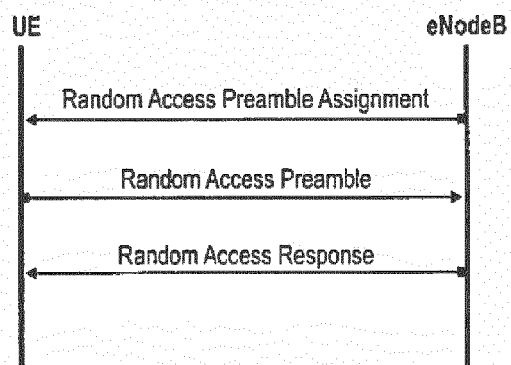 UE
eNodeB
Random Access Preamble Assignment
Random Access Preamble
Random Access Response